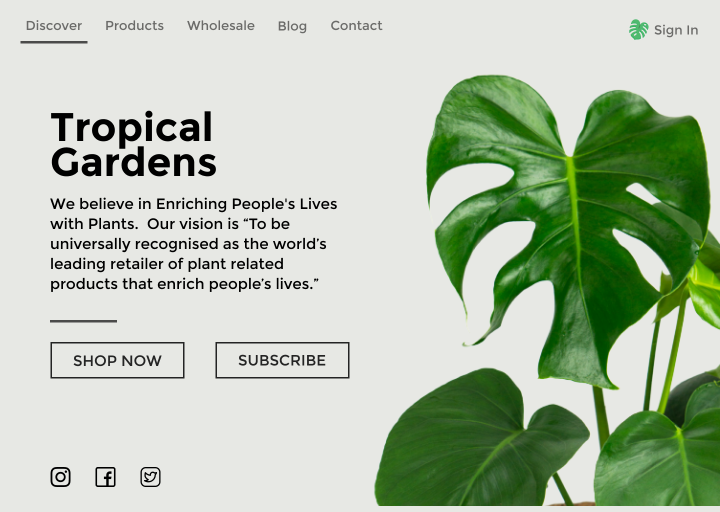 Discover Products Wholesale Blog Contact Sign In
Tropical
Gardens
We believe in Enriching People's Lives
with Plants.  Our vision is “To be
universally recognised as the world’s
leading retailer of plant related
products that enrich people’s lives.”
SHOP NOW SUBSCRIBE